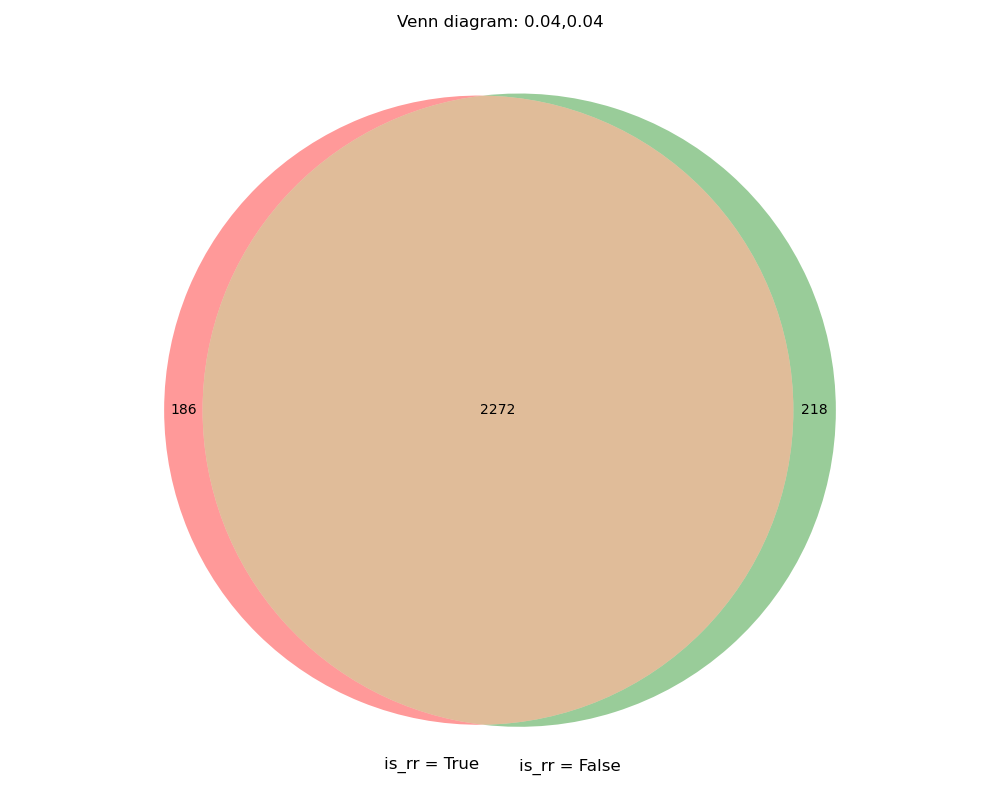 Venn diagram: 0.04,0.04
186
2272
218
is_rr = True
is_rr = False